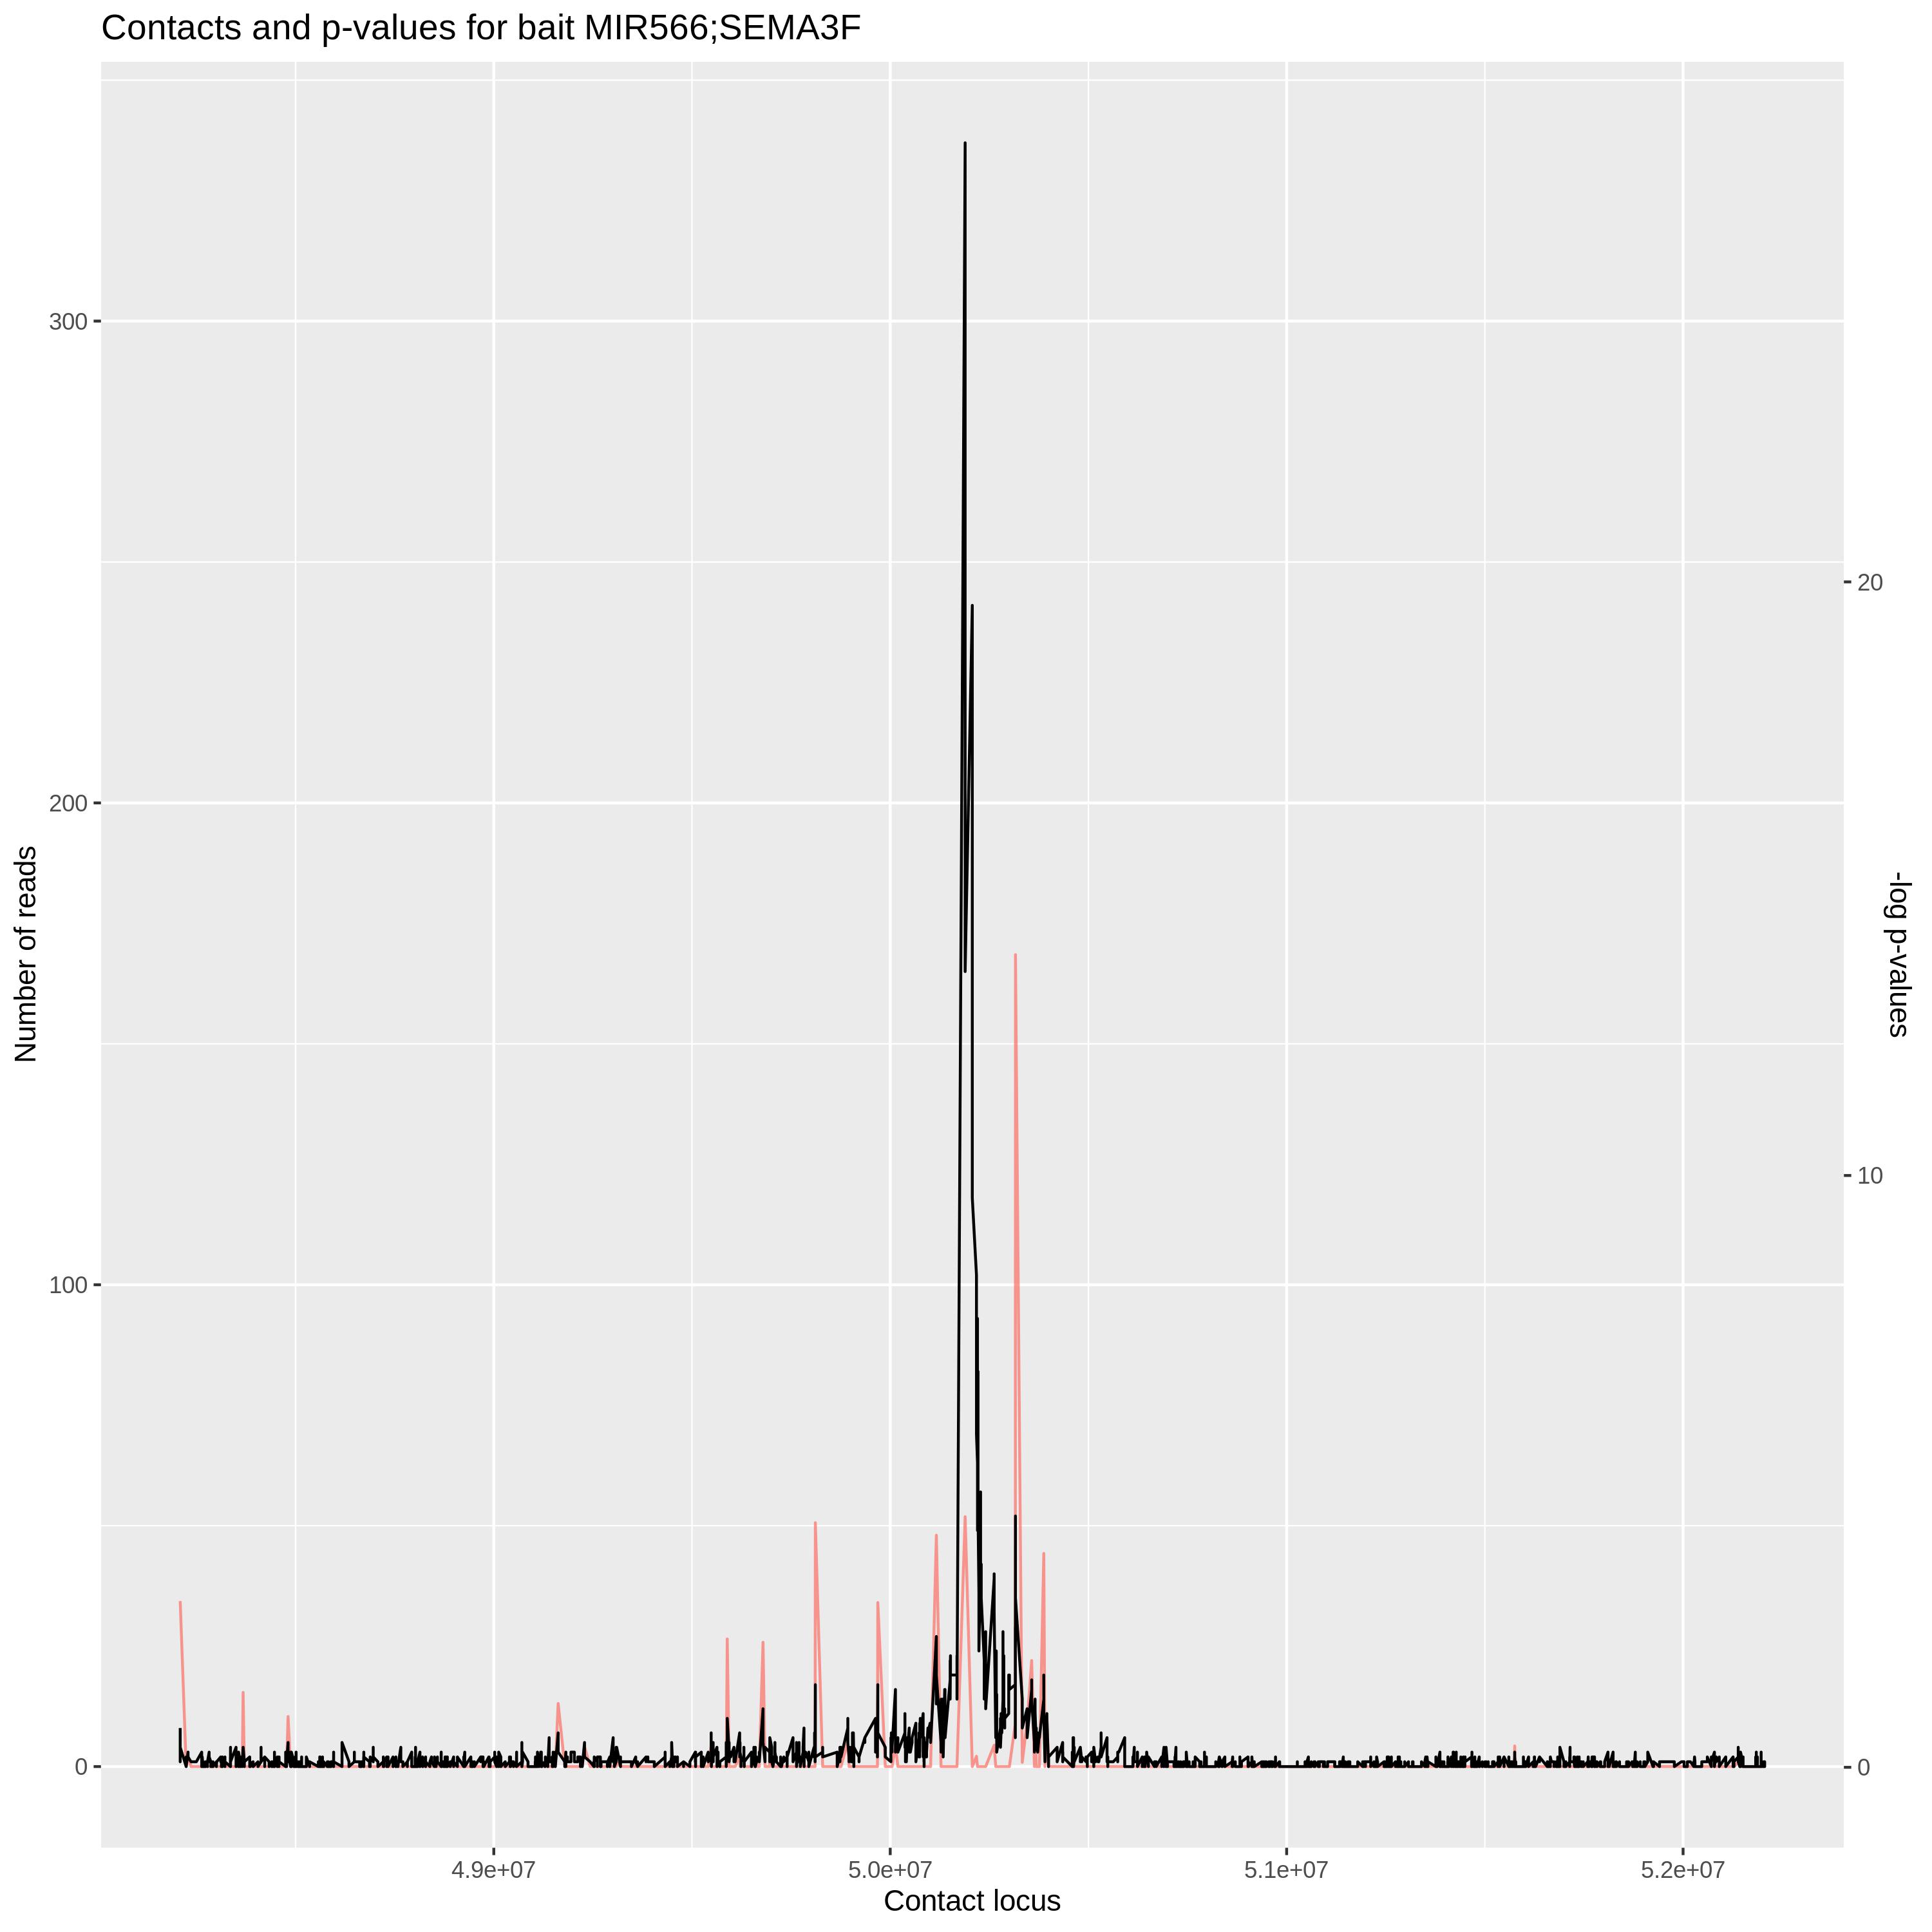 Contacts and p-values for bait MIR566;SEMA3F
300
200
100
0
Number of reads
20
10
0
-log p-values
4.9e+07
5.0e+07
5.1e+07
5.2e+07
Contact locus